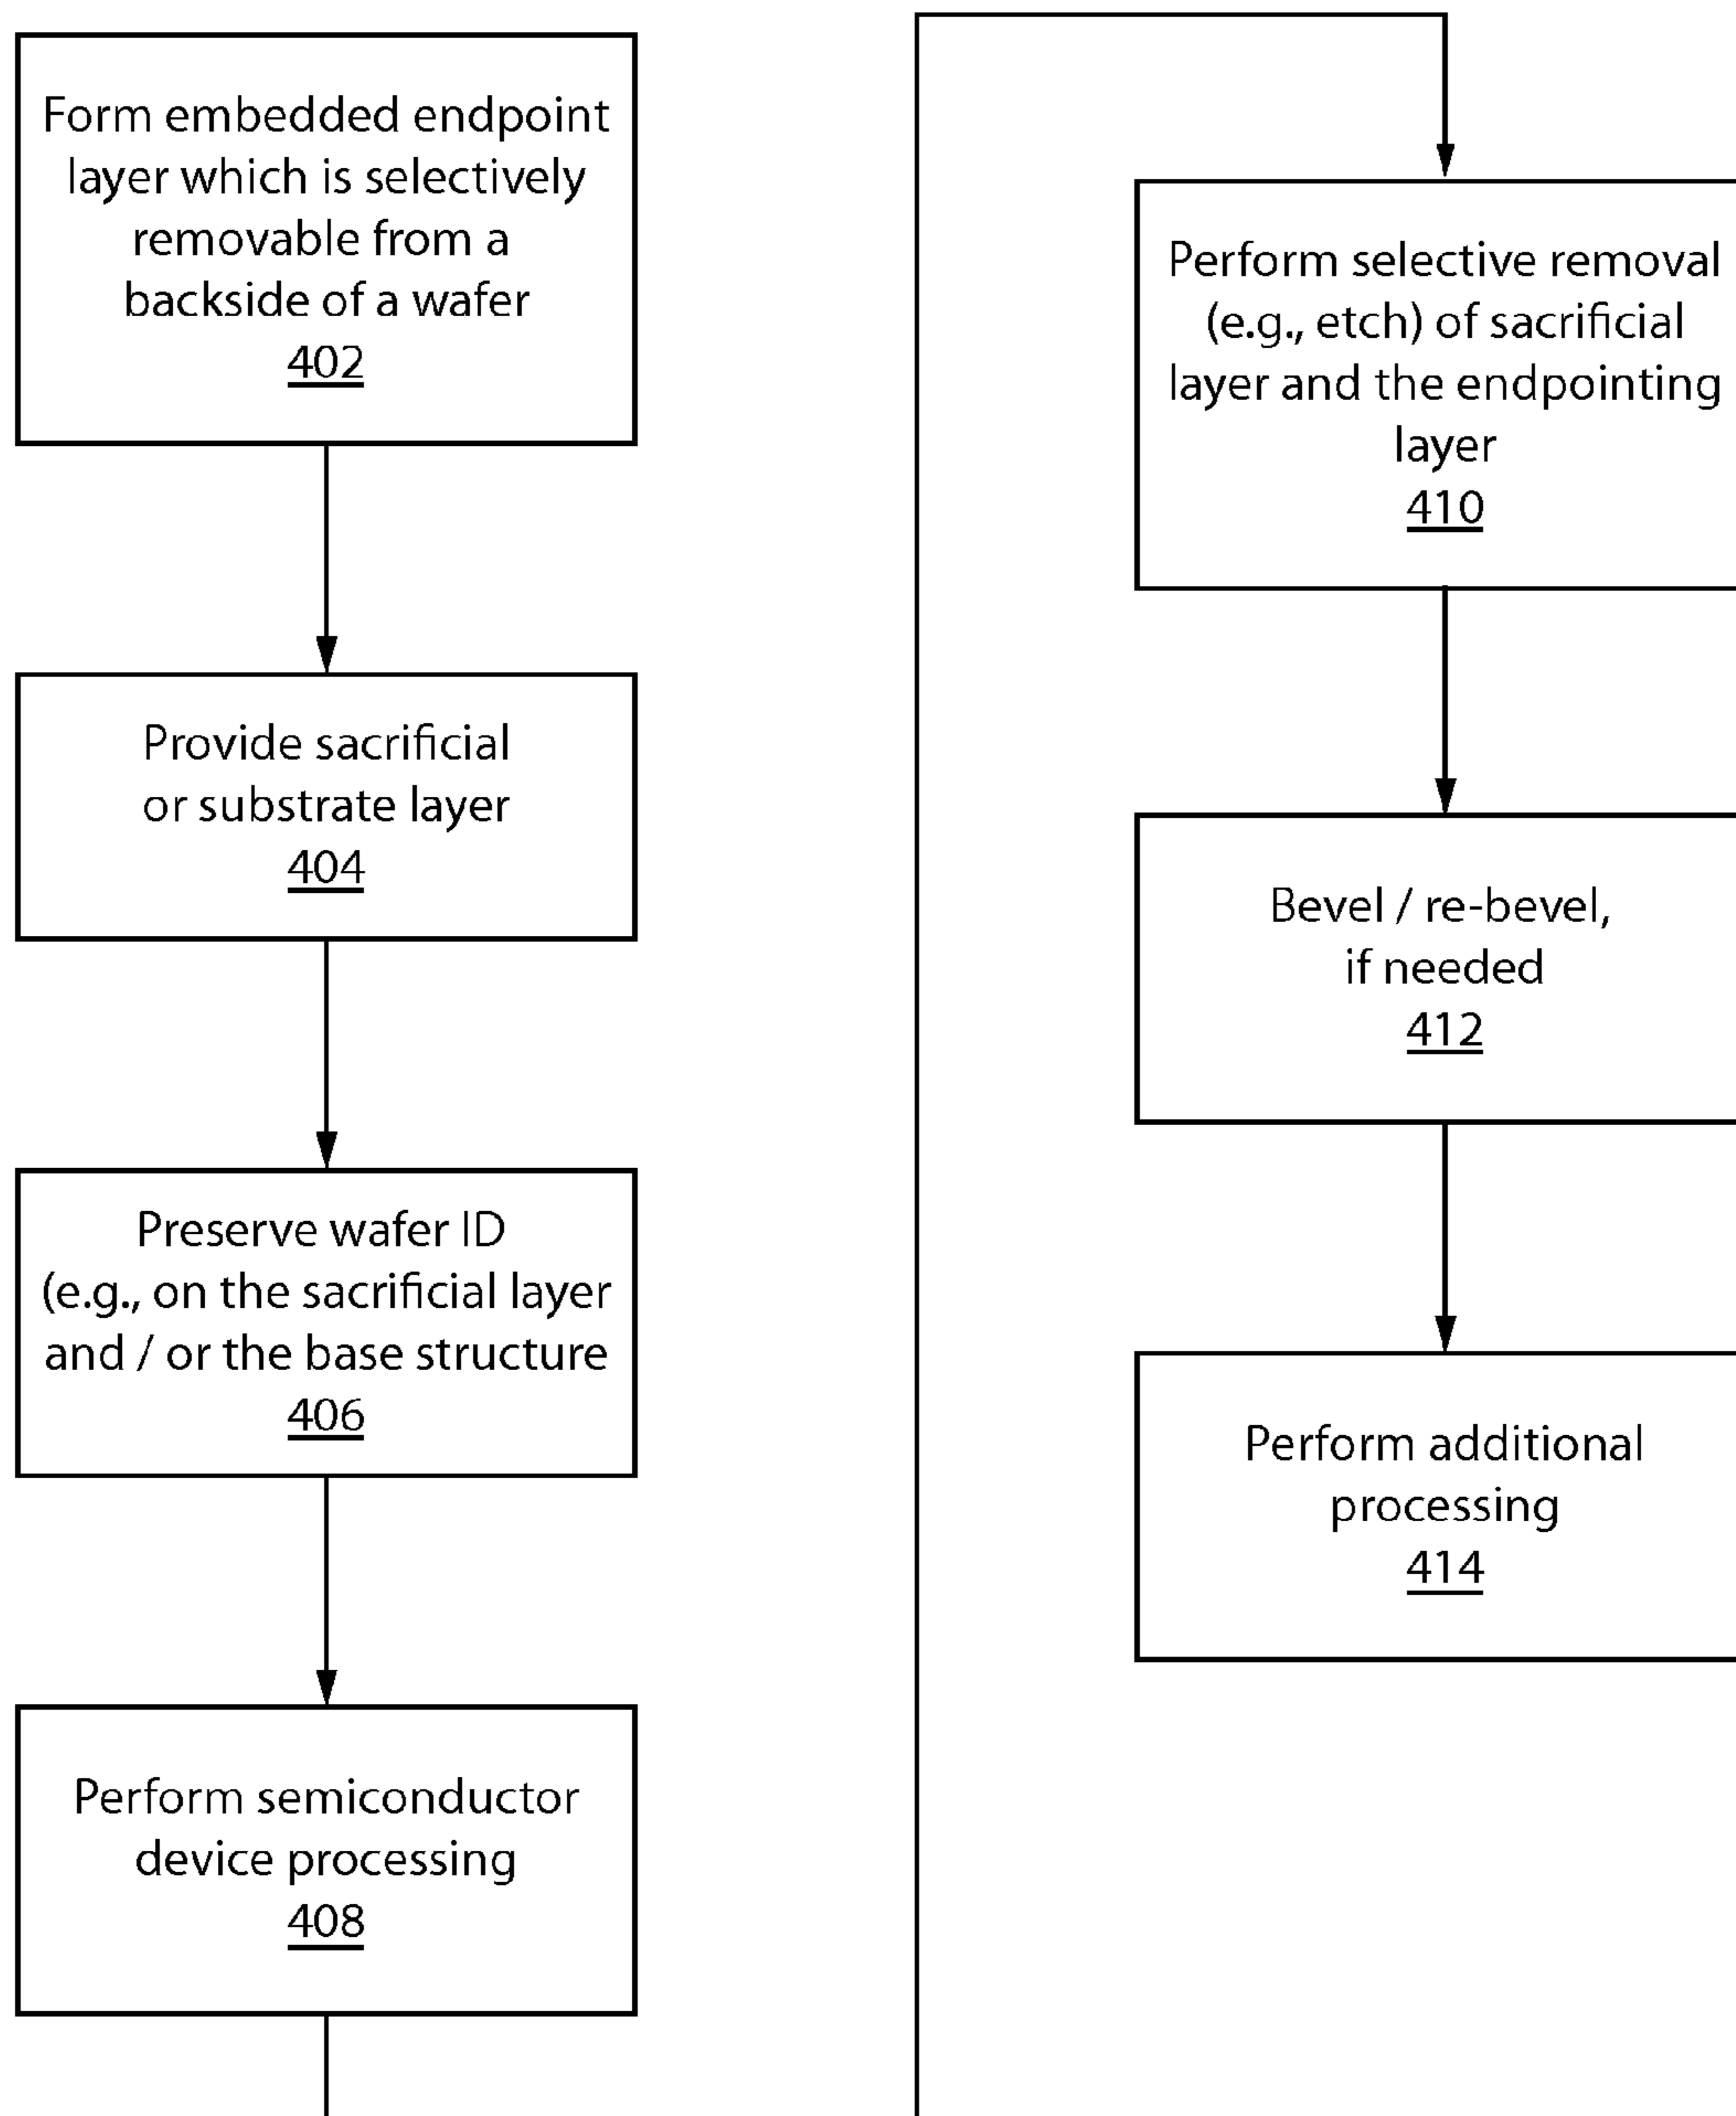 Form embedded endpoint
layer which is selectively
removable from a
backside of a wafer
402
Provide sacrificial
or substrate layer
404
Preserve wafer ID
(e.g., on the sacrificial layer
and / or the base structure
406
Perform semiconductor
device processing
408
Perform selective removal
(e.g., etch) of sacrificial
layer and the endpointing
layer
410
Bevel / re-bevel,
if needed
412
Perform additional
processing
414